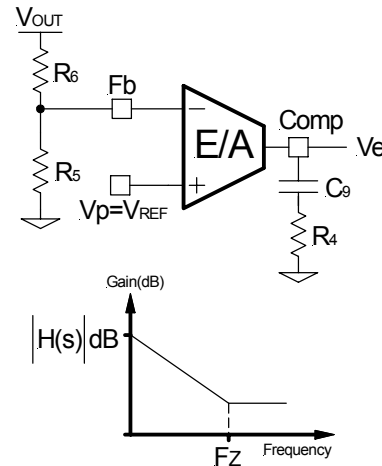 VOUT
R6
Fb
R5
E/A
−
+
Vp=VREF
Comp
Ve
C9
R4
Gain(dB)
|H(s)| dB
FZ
Frequency